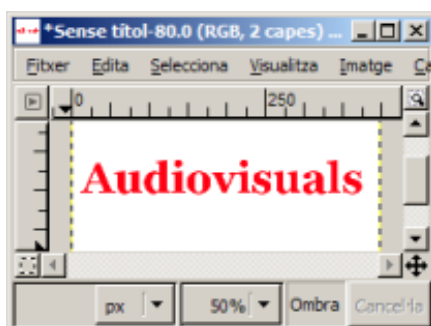 *Sense títol-80.0 (RGB, 2 capes) ...
Fitxer Edita Selecciona Visualitza Imatge
0 250
Audiovisuals
px 50% Ombra Cancel·la